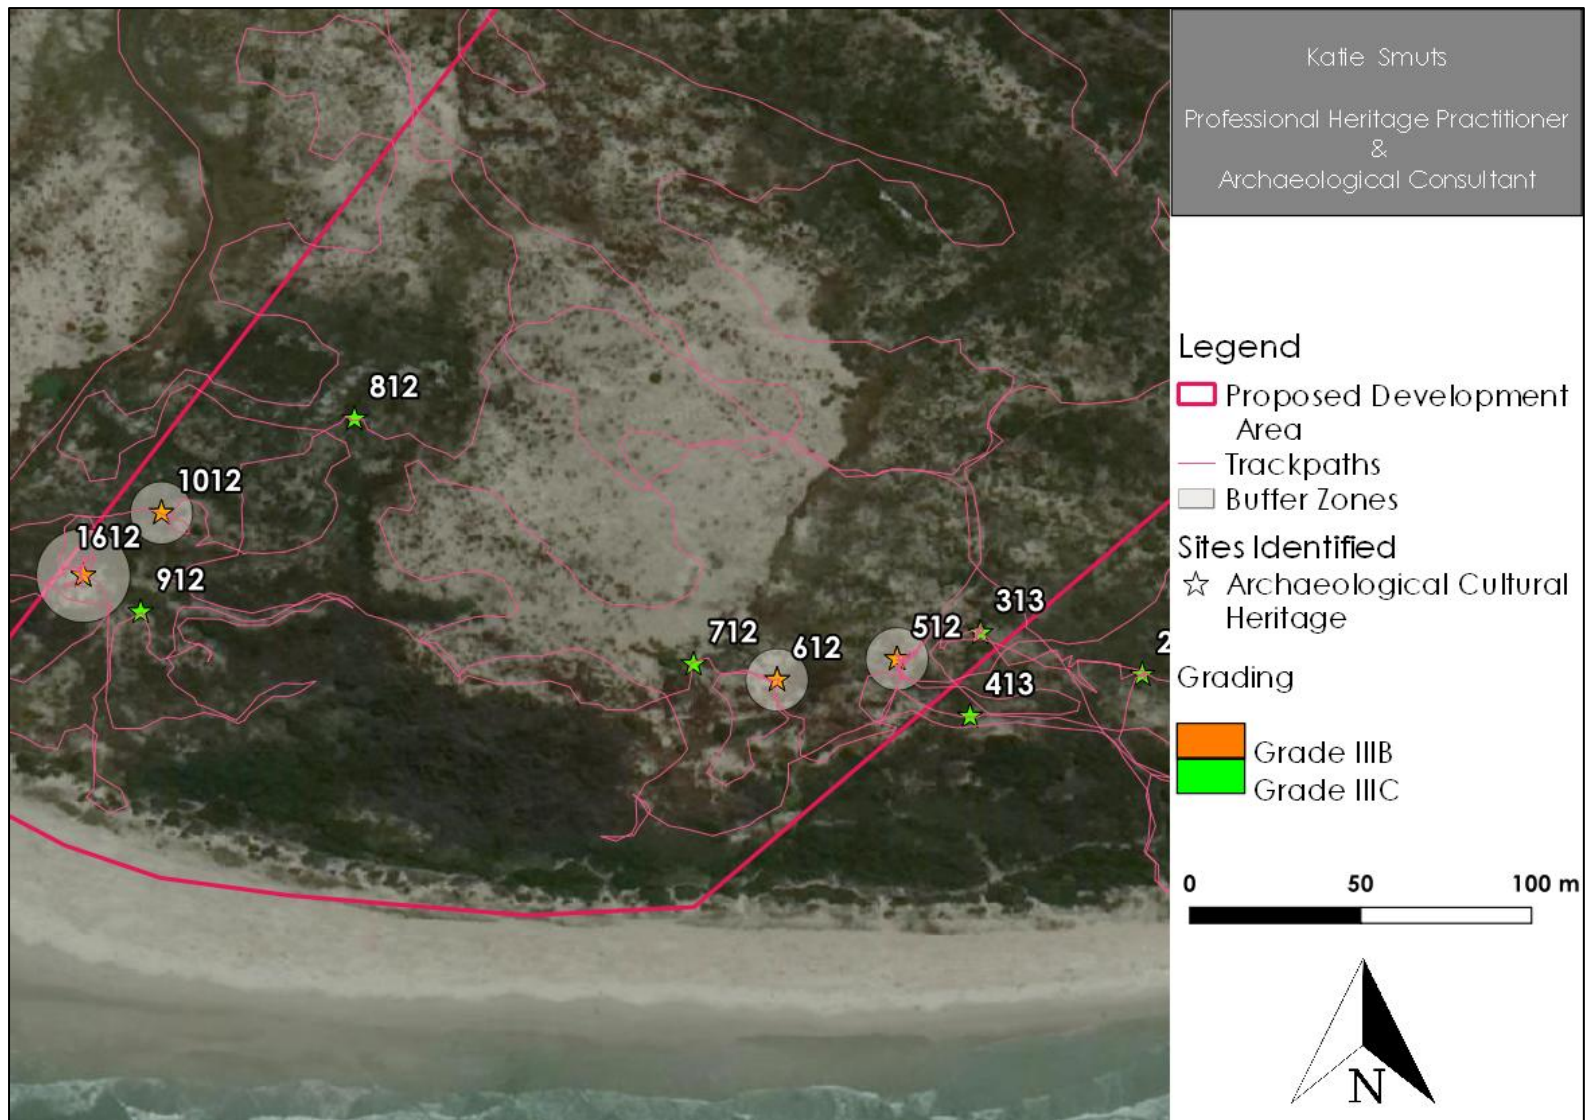 Katie Smuts
Professional Heritage Practitioner
&
Archaeological Consultant
812
1012
1612
912
712
612
512
313
413
2
Legend
Proposed Development
Area
Trackpaths
Buffer Zones
Sites Identified
Archaeological Cultural
Heritage
Grading
Grade IIIB
Grade IIIC
0 50 100 m
N